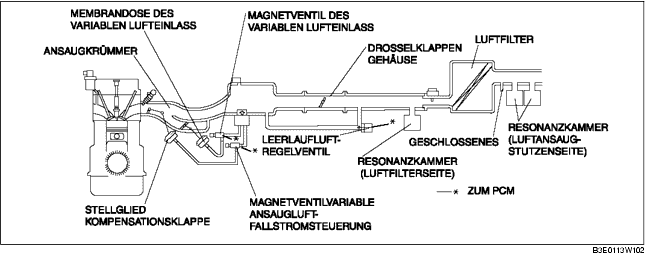 MEMBRANDOSE DES
VARIABLEN LUFTEINLASS
MAGNETVENTIL DES
VARIABLEN LUFTEINLASS
ANSAUGKRÜMMER
DROSSELKLAPPEN
GEHÄUSE
LUFTFILTER
LEERLAUFLUFT-
REGELVENTIL
*
*
*
GESCHLOSSENES
RESONANZKAMMER
(LUFTANSAUG-
STUTZENSEITE)
RESONANZKAMMER
(LUFTFILTERSEITE)
* ZUM PCM
STELLGLIED
KOMPENSATIONSKLAPPE
MAGNETVENTILVARIABLE
ANSAUGLUFT-
FALLSTROMSTEUERUNG
B3E0113W102